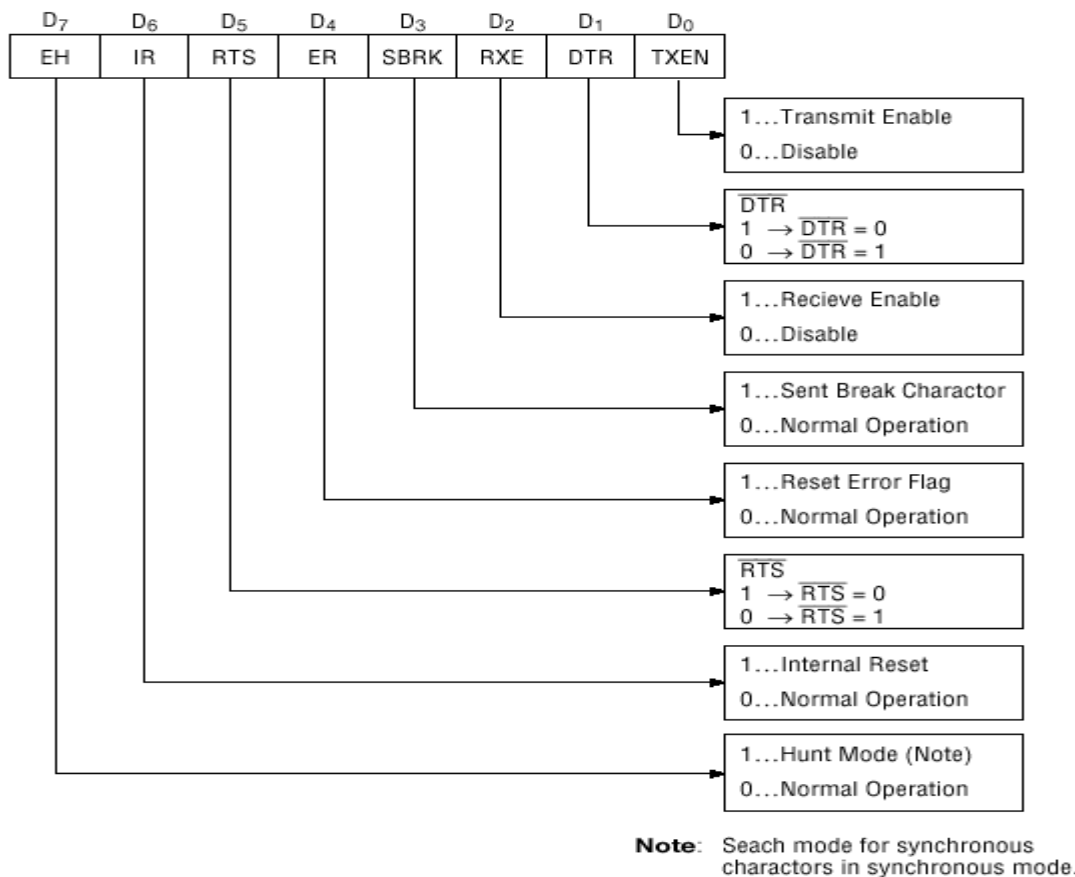 D7 D6 D5 D4 D3 D2 D1 D0
EH IR RTS ER SBRK RXE DTR TXEN
1...Transmit Enable
0...Disable
DTR
1 → DTR = 0
0 → DTR = 1
1...Recieve Enable
0...Disable
1...Sent Break Charactor
0...Normal Operation
1...Reset Error Flag
0...Normal Operation
RTS
1 → RTS = 0
0 → RTS = 1
1...Internal Reset
0...Normal Operation
1...Hunt Mode (Note)
0...Normal Operation
Note: Seach mode for synchronous
charactors in synchronous mode.